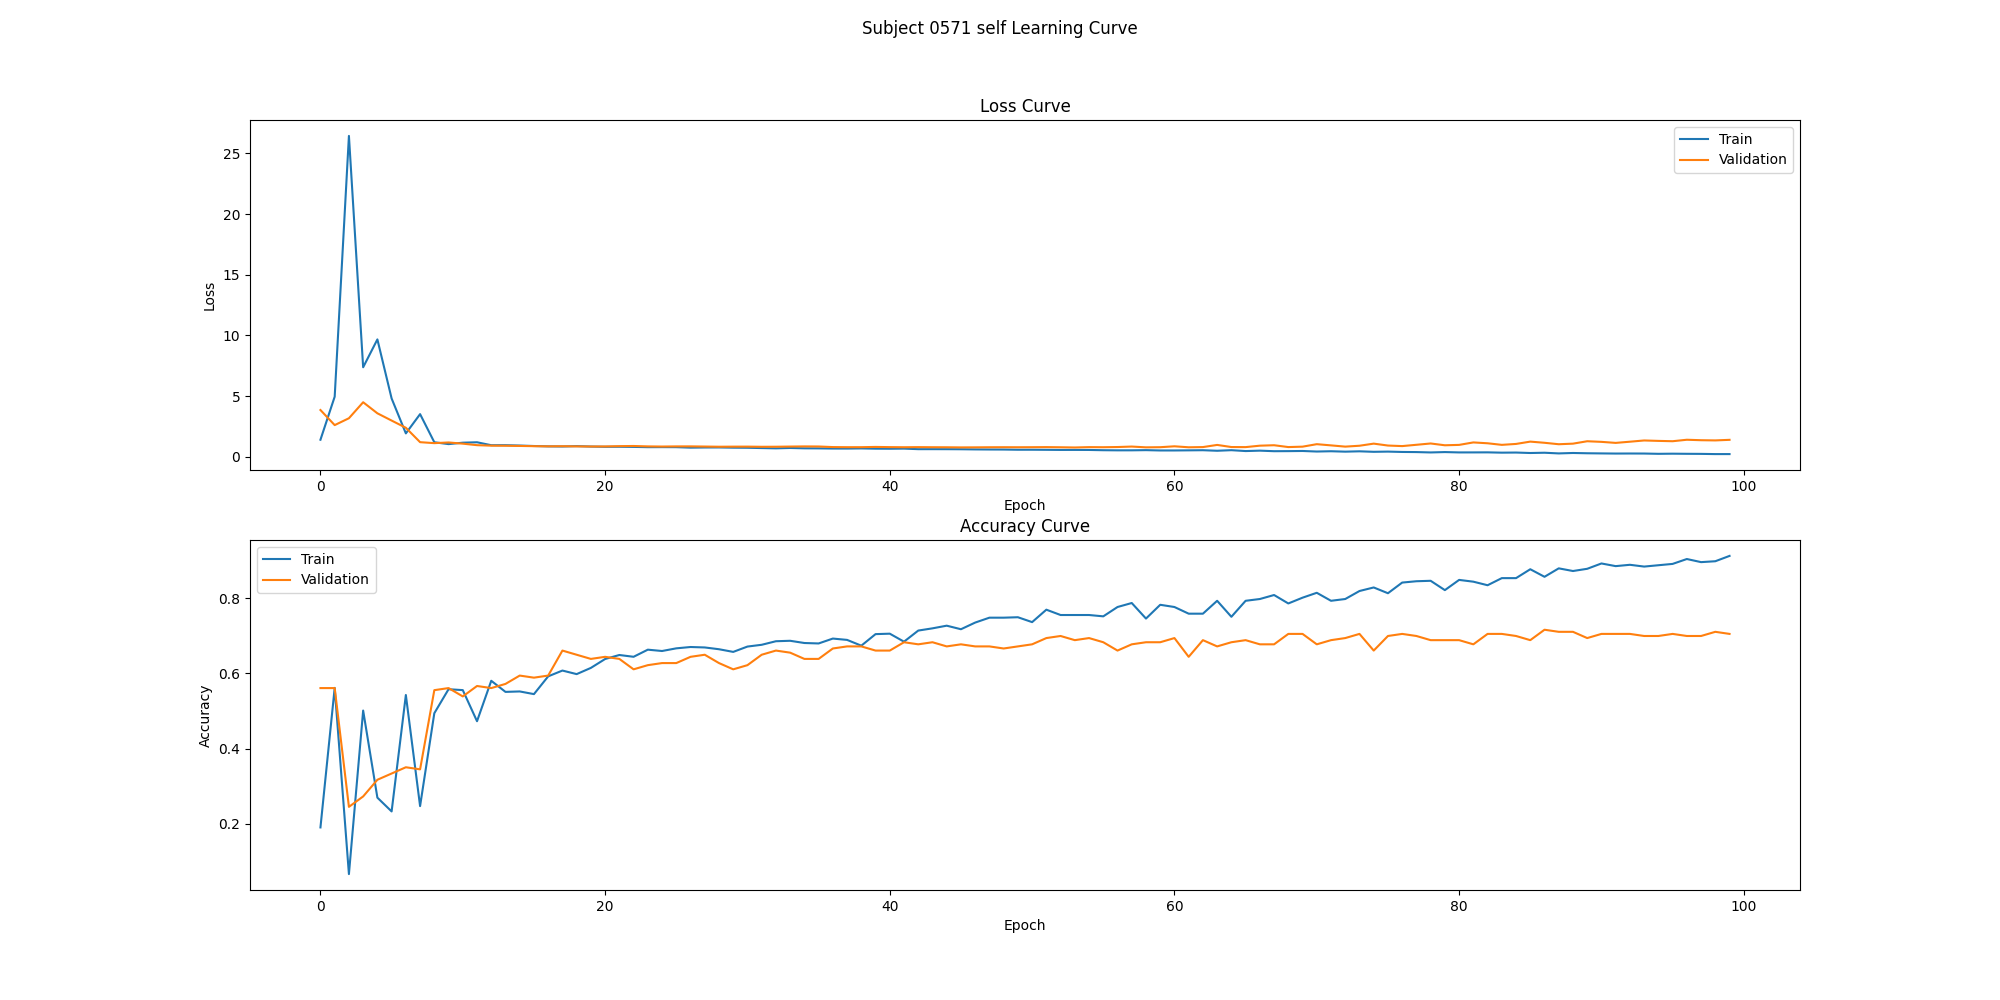 Subject 0571 self Learning Curve
Loss Curve
Train
Validation
25
20
15
10
5
0
Loss
0 20 40 60 80 100
Epoch
Accuracy Curve
Train
Validation
0.8
0.6
0.4
0.2
Accuracy
0 20 40 60 80 100
Epoch